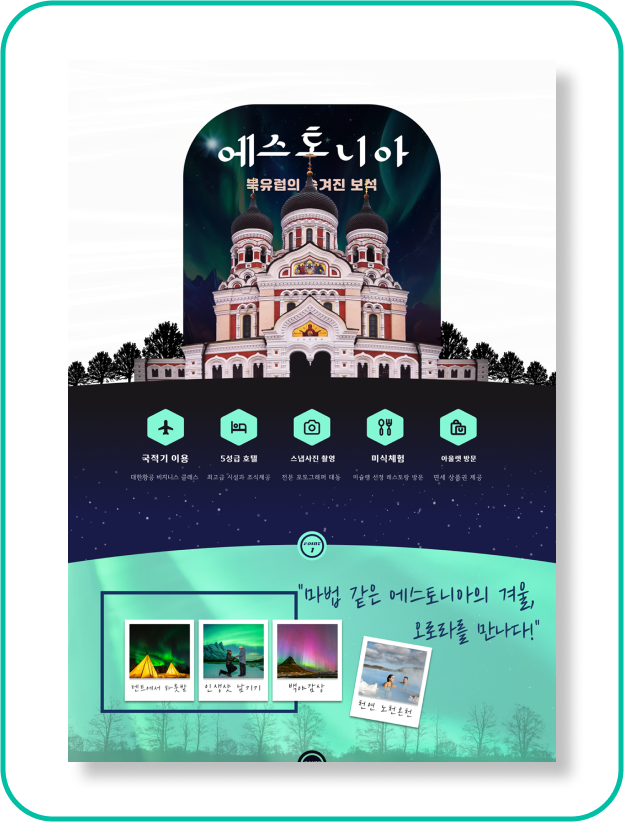 에스토니아
북유럽의 숨겨진 보석
국적기 이용
5성급 호텔
스냅사진 촬영
미식체험
아울렛 방문
대한항공 비지니스 클래스
최고급 시설과 조식제공
전문 포토그래퍼 대동
미슐랭 선정 레스토랑 방문
면세 상품권 제공
POINT
1
"마법 같은 에스토니아의 겨울,
오로라를 만나다!"
텐트에서 하룻밤
인생샷 남기기
백야감상
천연 노천온천